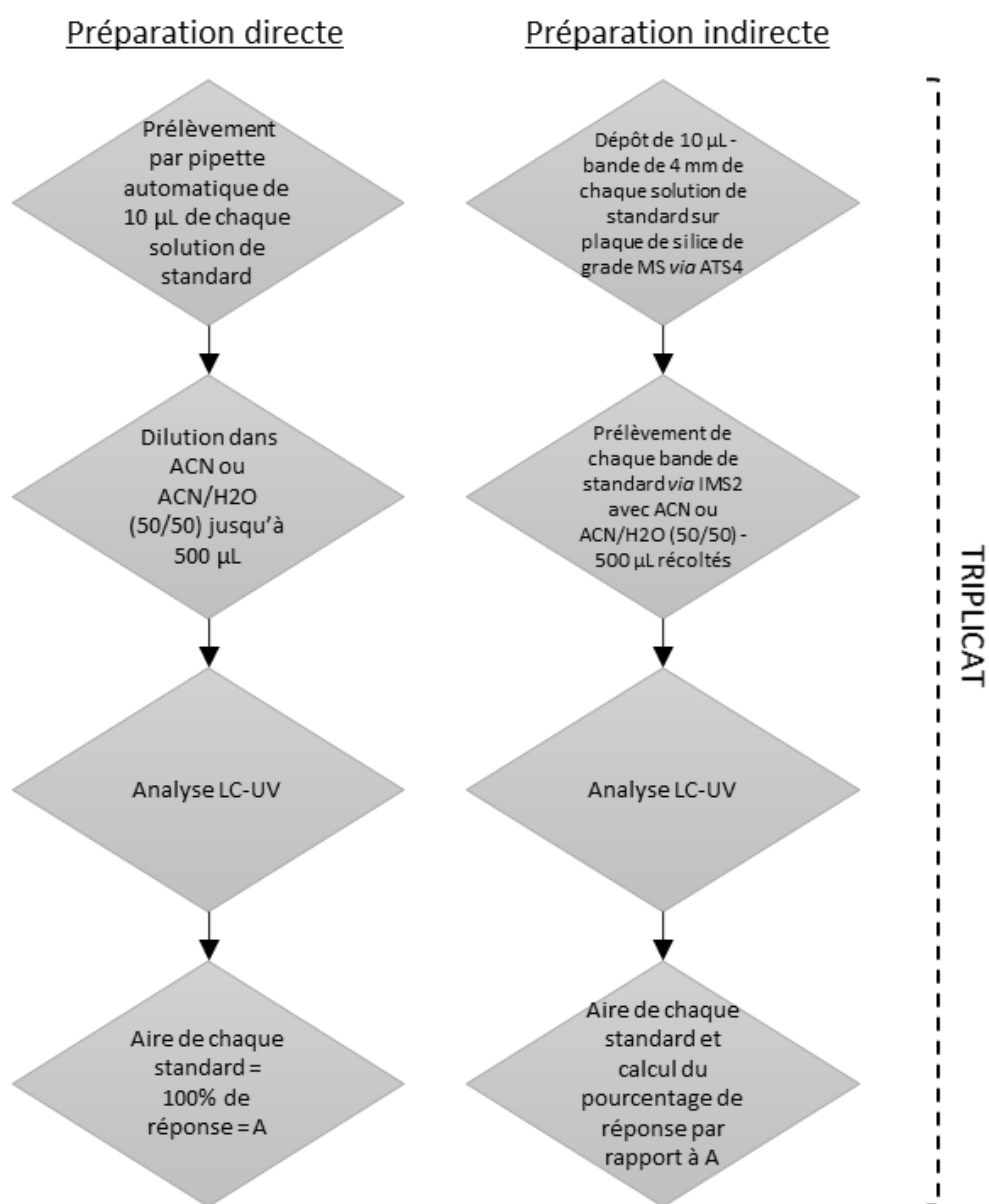 Préparation directe
Prélèvement
par pipette
automatique de
10 µL de chaque
solution de
standard
Dilution dans
ACN ou
ACN/H2O
(50/50) jusqu’à
500 µL
Analyse LC-UV
Aire de chaque
standard =
100% de
réponse = A
Préparation indirecte
Dépôt de 10 µL -
bande de 4 mm de
chaque solution de
standard sur
plaque de silice de
grade MS via ATS4
Prélèvement de
chaque bande de
standard via IMS2
avec ACN ou
ACN/H2O (50/50) -
500 µL récoltés
Analyse LC-UV
Aire de chaque
standard et
calcul du
pourcentage de
réponse par
rapport à A
TRIPLICAT